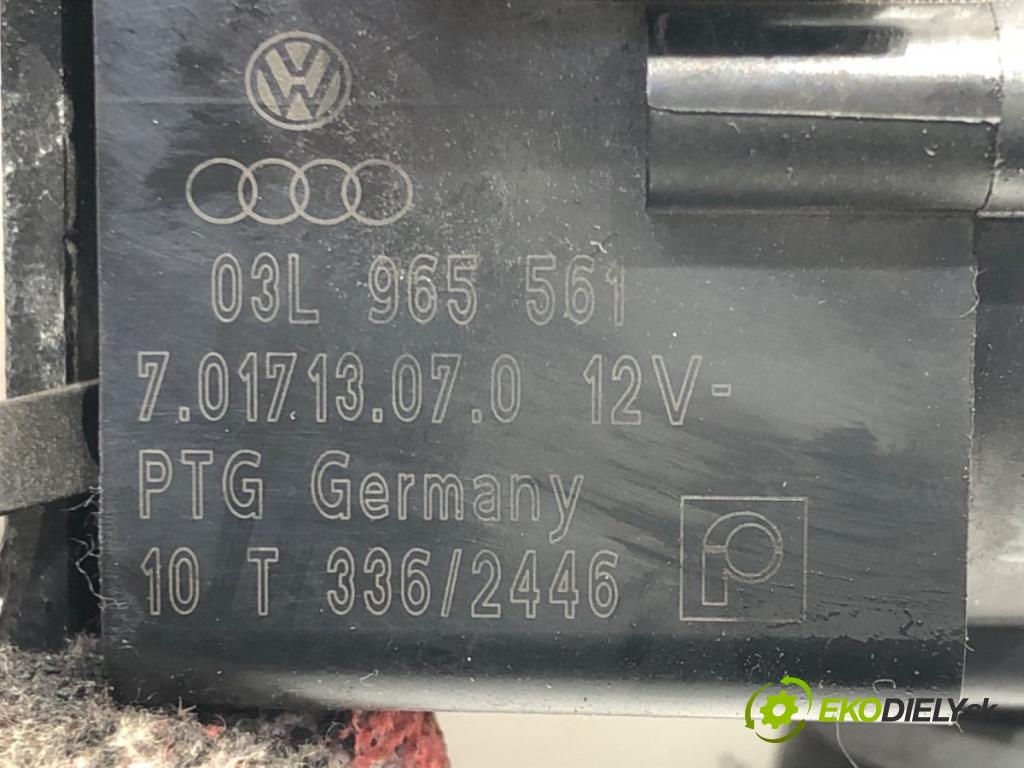 03L 965 561
7.01713.07.0 12V-
PTG Germany
10 T 336/2446
EKODIELY.sk